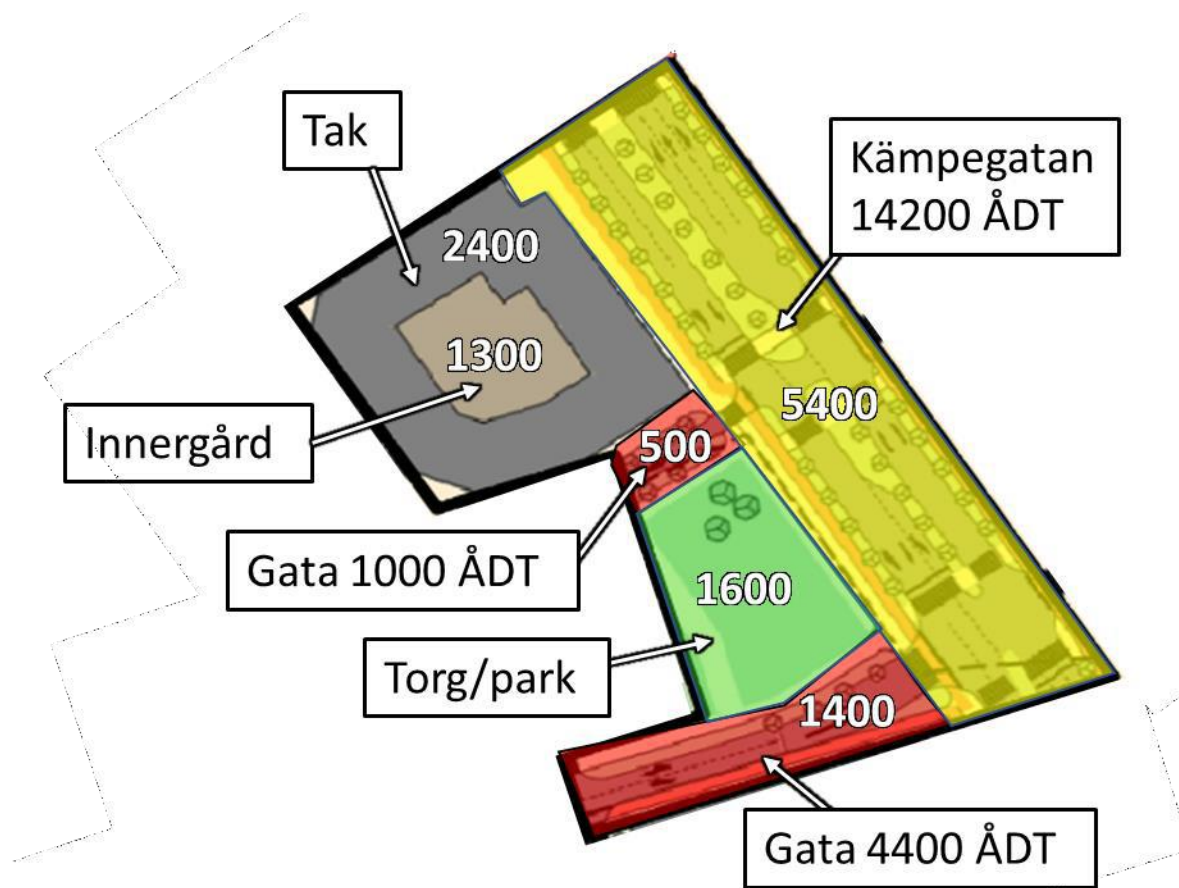 Tak
Kämpegatan
14200 ÅDT
2400
1300
5400
Innergård
500
Gata 1000 ÅDT
1600
Torg/park
1400
Gata 4400 ÅDT